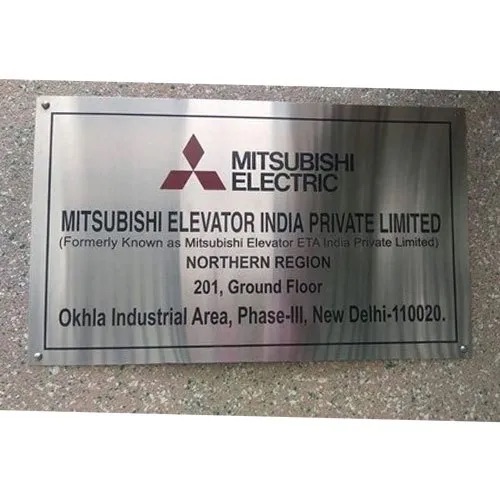 MITSUBISHI
ELECTRIC
MITSUBISHI ELEVATOR INDIA PRIVATE LIMITED
(Formerly Known as Mitsubishi Elevator ETA India Private Limited)
NORTHERN REGION
201, Ground Floor
Okhla Industrial Area, Phase-III, New Delhi-110020.